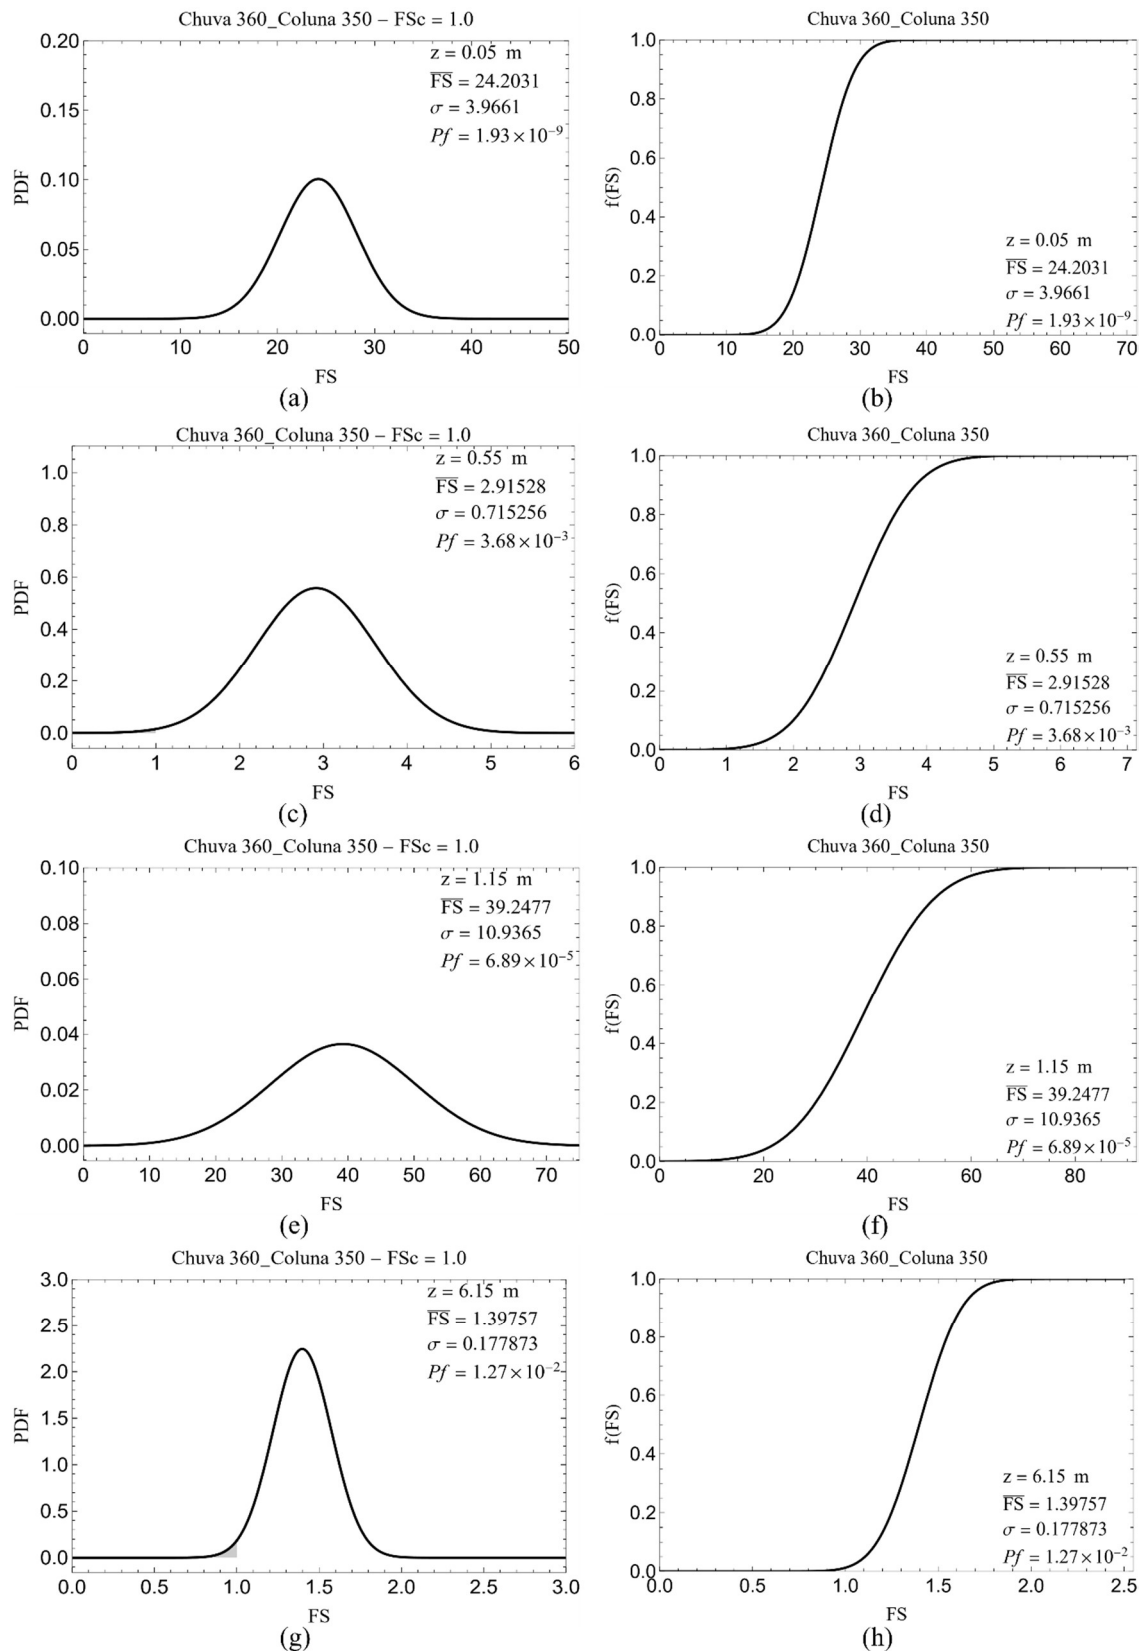 Chuva 360_Coluna 350 – FSc = 1.0
z = 0.05 m
F̅S̅ = 24.2031
σ = 3.9661
Pf = 1.93×10⁻⁹
PDF
0.20
0.15
0.10
0.05
0.00
0 10 20 30 40 50
FS
(a)
Chuva 360_Coluna 350
f(FS)
1.0
0.8
0.6
0.4
0.2
0.0
z = 0.05 m
F̅S̅ = 24.2031
σ = 3.9661
Pf = 1.93×10⁻⁹
0 10 20 30 40 50 60 70
FS
(b)
Chuva 360_Coluna 350 – FSc = 1.0
z = 0.55 m
F̅S̅ = 2.91528
σ = 0.715256
Pf = 3.68×10⁻³
PDF
1.0
0.8
0.6
0.4
0.2
0.0
0 1 2 3 4 5 6
FS
(c)
Chuva 360_Coluna 350
f(FS)
1.0
0.8
0.6
0.4
0.2
0.0
z = 0.55 m
F̅S̅ = 2.91528
σ = 0.715256
Pf = 3.68×10⁻³
0 1 2 3 4 5 6 7
FS
(d)
Chuva 360_Coluna 350 – FSc = 1.0
z = 1.15 m
F̅S̅ = 39.2477
σ = 10.9365
Pf = 6.89×10⁻⁵
PDF
0.10
0.08
0.06
0.04
0.02
0.00
0 10 20 30 40 50 60 70
FS
(e)
Chuva 360_Coluna 350
f(FS)
1.0
0.8
0.6
0.4
0.2
0.0
z = 1.15 m
F̅S̅ = 39.2477
σ = 10.9365
Pf = 6.89×10⁻⁵
0 20 40 60 80
FS
(f)
Chuva 360_Coluna 350 – FSc = 1.0
z = 6.15 m
F̅S̅ = 1.39757
σ = 0.177873
Pf = 1.27×10⁻²
PDF
3.0
2.5
2.0
1.5
1.0
0.5
0.0
0.0 0.5 1.0 1.5 2.0 2.5 3.0
FS
(g)
Chuva 360_Coluna 350
f(FS)
1.0
0.8
0.6
0.4
0.2
0.0
z = 6.15 m
F̅S̅ = 1.39757
σ = 0.177873
Pf = 1.27×10⁻²
0.0 0.5 1.0 1.5 2.0 2.5
FS
(h)